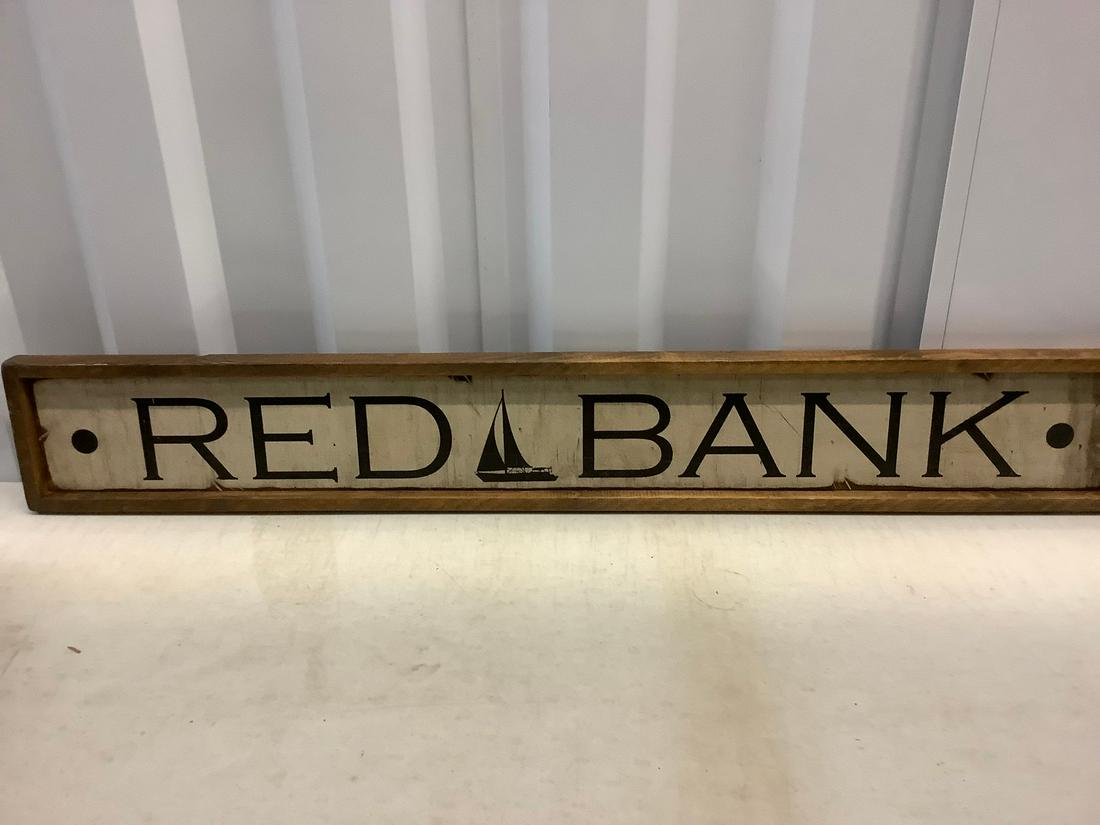 • RED BANK •